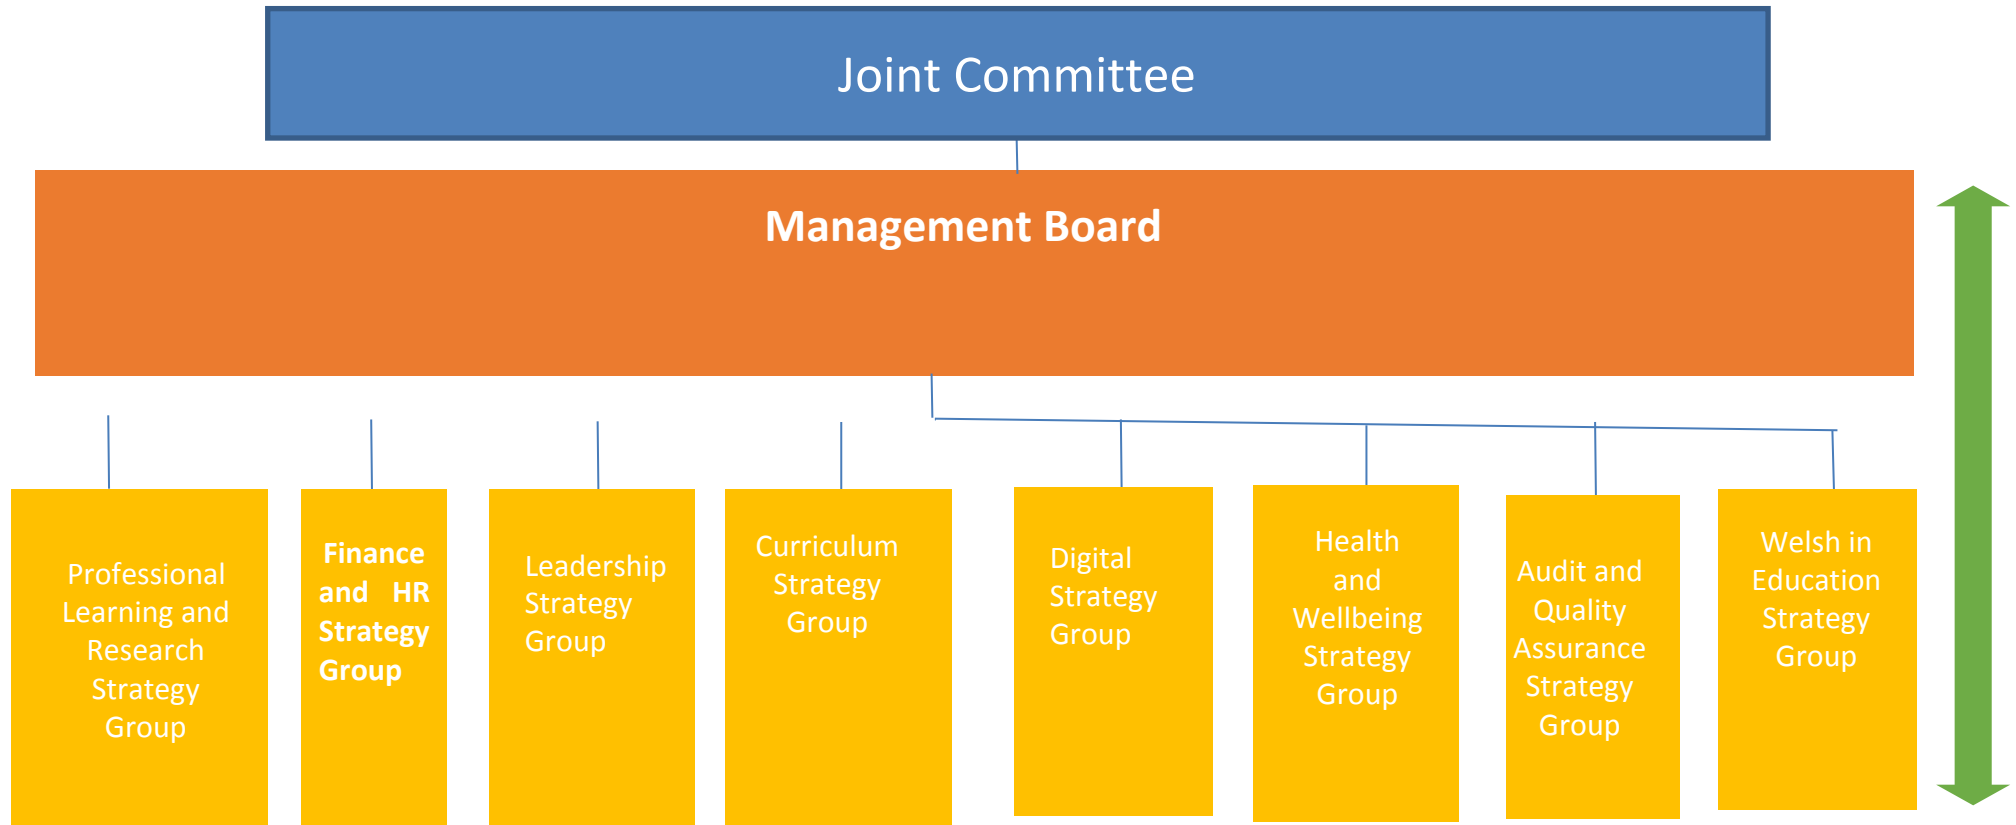 Joint Committee
Management Board
Professional
Learning and
Research
Strategy
Group
Finance
and HR
Strategy
Group
Leadership
Strategy
Group
Curriculum
Strategy
Group
Digital
Strategy
Group
Health
and
Wellbeing
Strategy
Group
Audit and
Quality
Assurance
Strategy
Group
Welsh in
Education
Strategy
Group